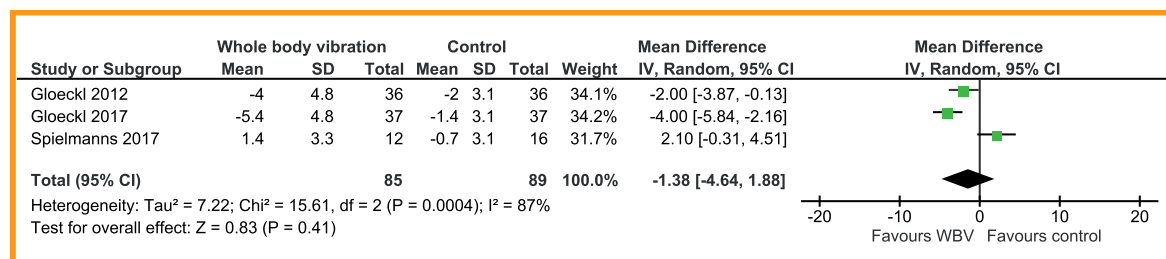 Whole body vibration Control Mean Difference Mean Difference
Study or Subgroup Mean SD Total Mean SD Total Weight IV, Random, 95% CI IV, Random, 95% CI
Gloeckl 2012 -4 4.8 36 -2 3.1 36 34.1% -2.00 [-3.87, -0.13]
Gloeckl 2017 -5.4 4.8 37 -1.4 3.1 37 34.2% -4.00 [-5.84, -2.16]
Spielmanns 2017 1.4 3.3 12 -0.7 3.1 16 31.7% 2.10 [-0.31, 4.51]
Total (95% CI) 85 89 100.0% -1.38 [-4.64, 1.88]
Heterogeneity: Tau² = 7.22; Chi² = 15.61, df = 2 (P = 0.0004); I² = 87%
Test for overall effect: Z = 0.83 (P = 0.41)
-20 -10 0 10 20
Favours WBV Favours control